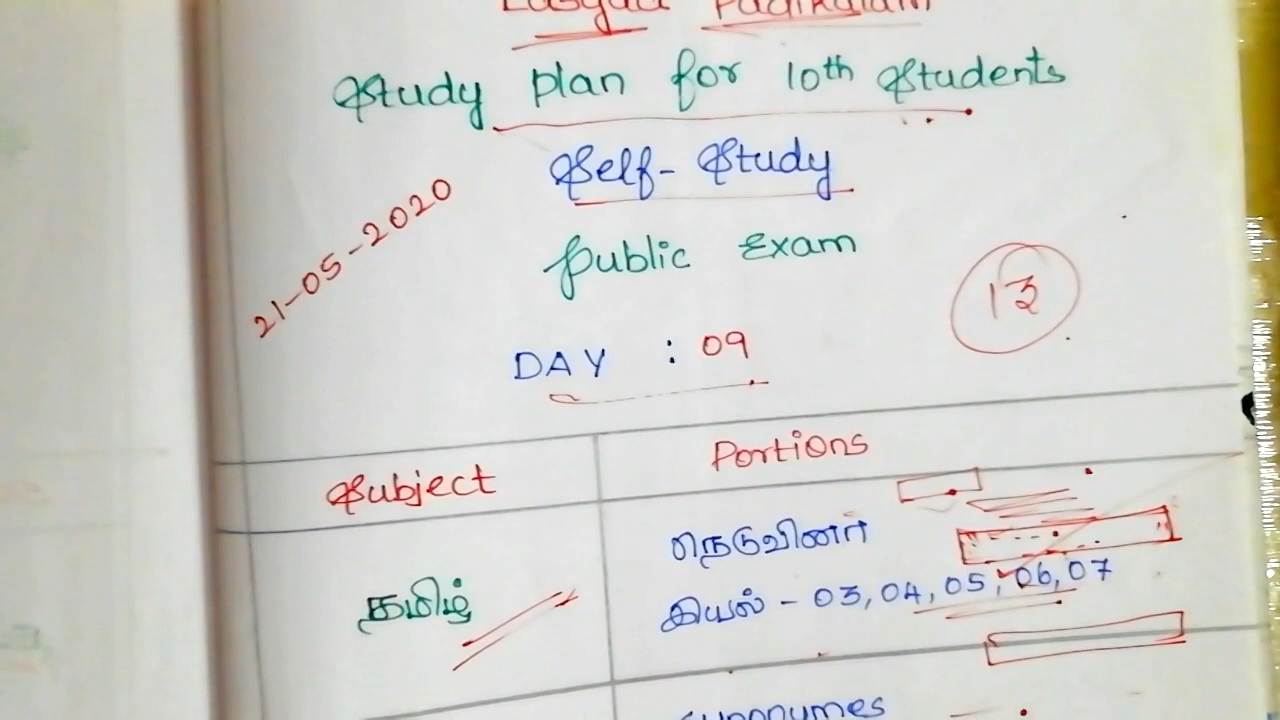 Study plan for 10th Students
Self-Study
21-05-2020
Public Exam
13
DAY : 09
Subject Portions
நெடுவினா
தமிழ் இயல் - 03, 04, 05, 06, 07